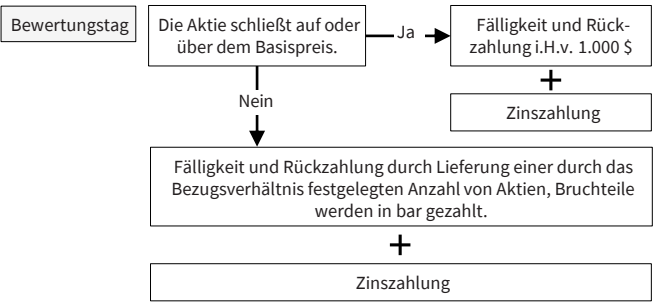 Bewertungstag
Die Aktie schließt auf oder
über dem Basispreis.
Ja
Fälligkeit und Rück-
zahlung i.H.v. 1.000 $
+
Zinszahlung
Nein
Fälligkeit und Rückzahlung durch Lieferung einer durch das
Bezugsverhältnis festgelegten Anzahl von Aktien, Bruchteile
werden in bar gezahlt.
+
Zinszahlung